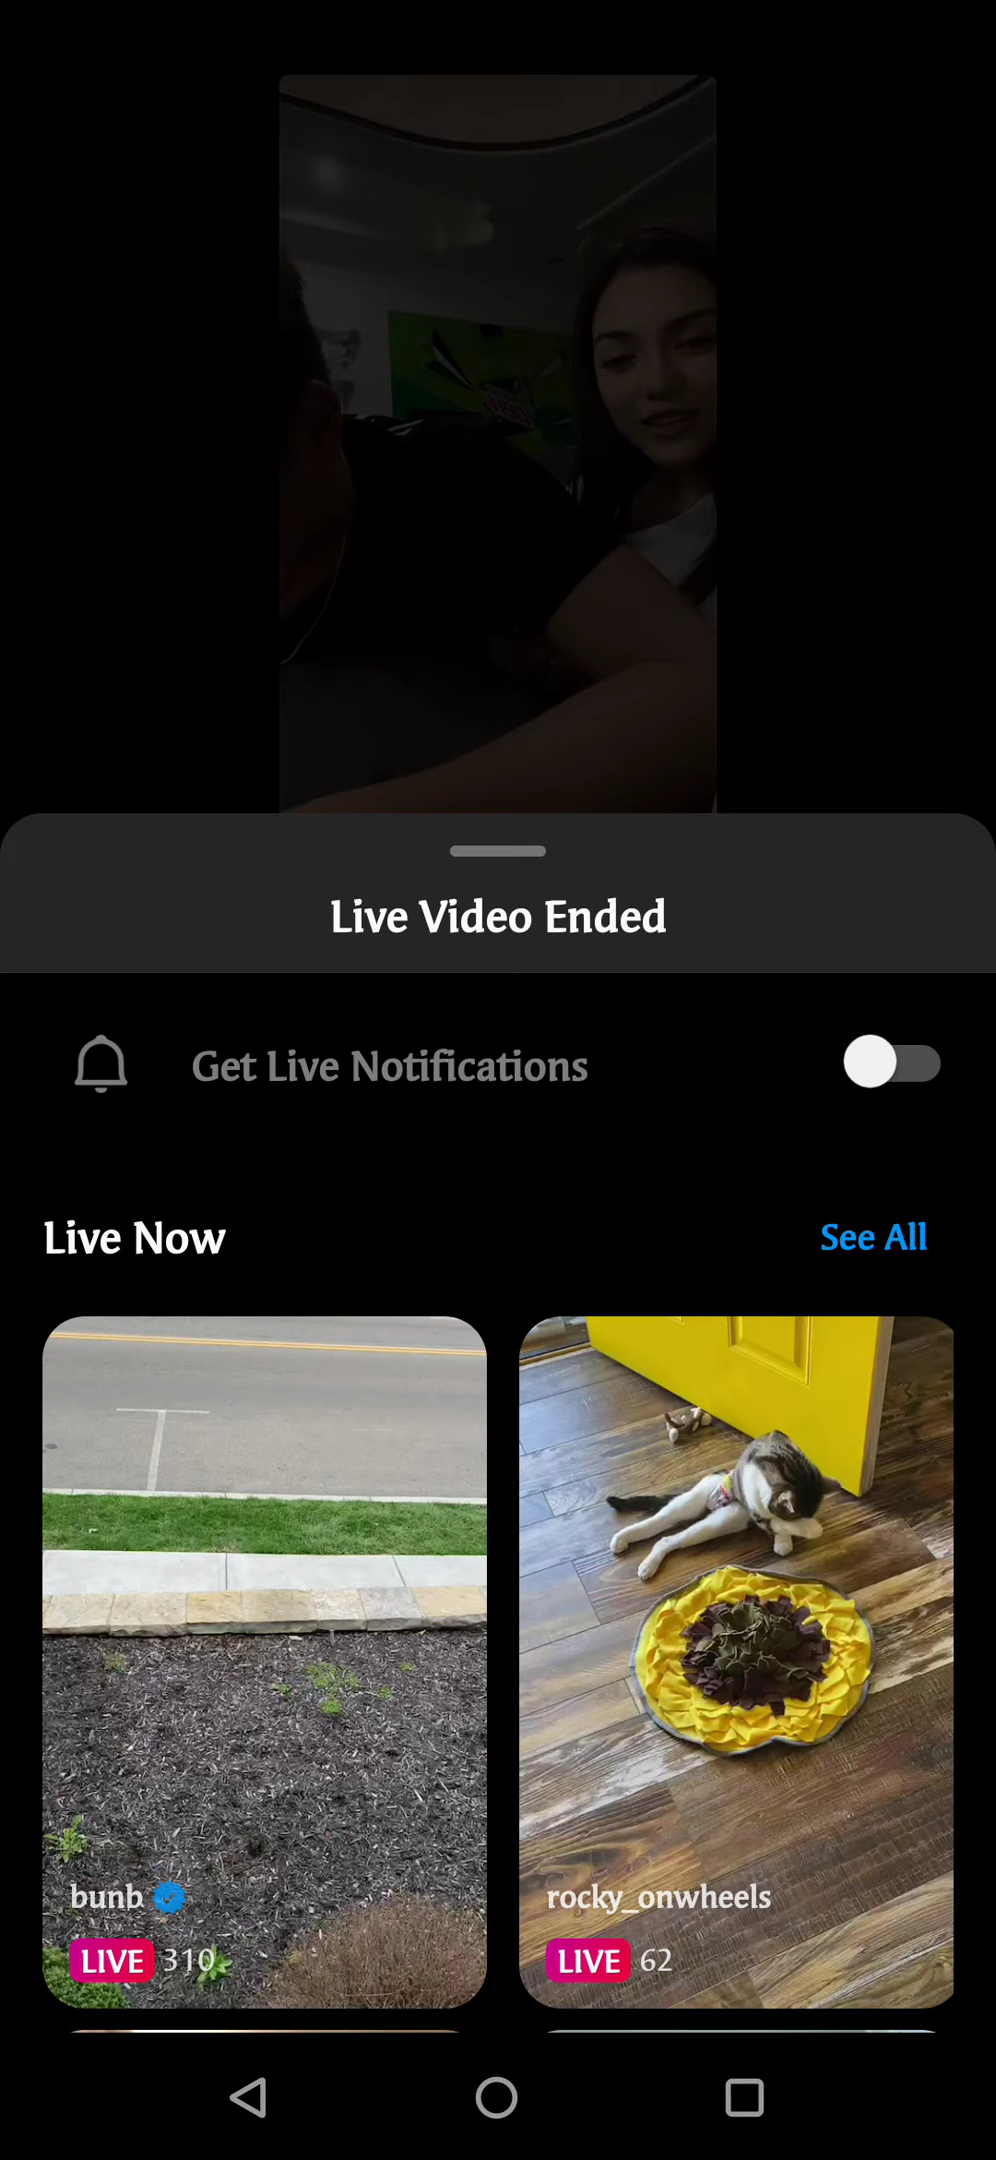 Live Video Ended
Get Live Notifications
Live Now
See All
bunb
LIVE 310
rocky_onwheels
LIVE 62